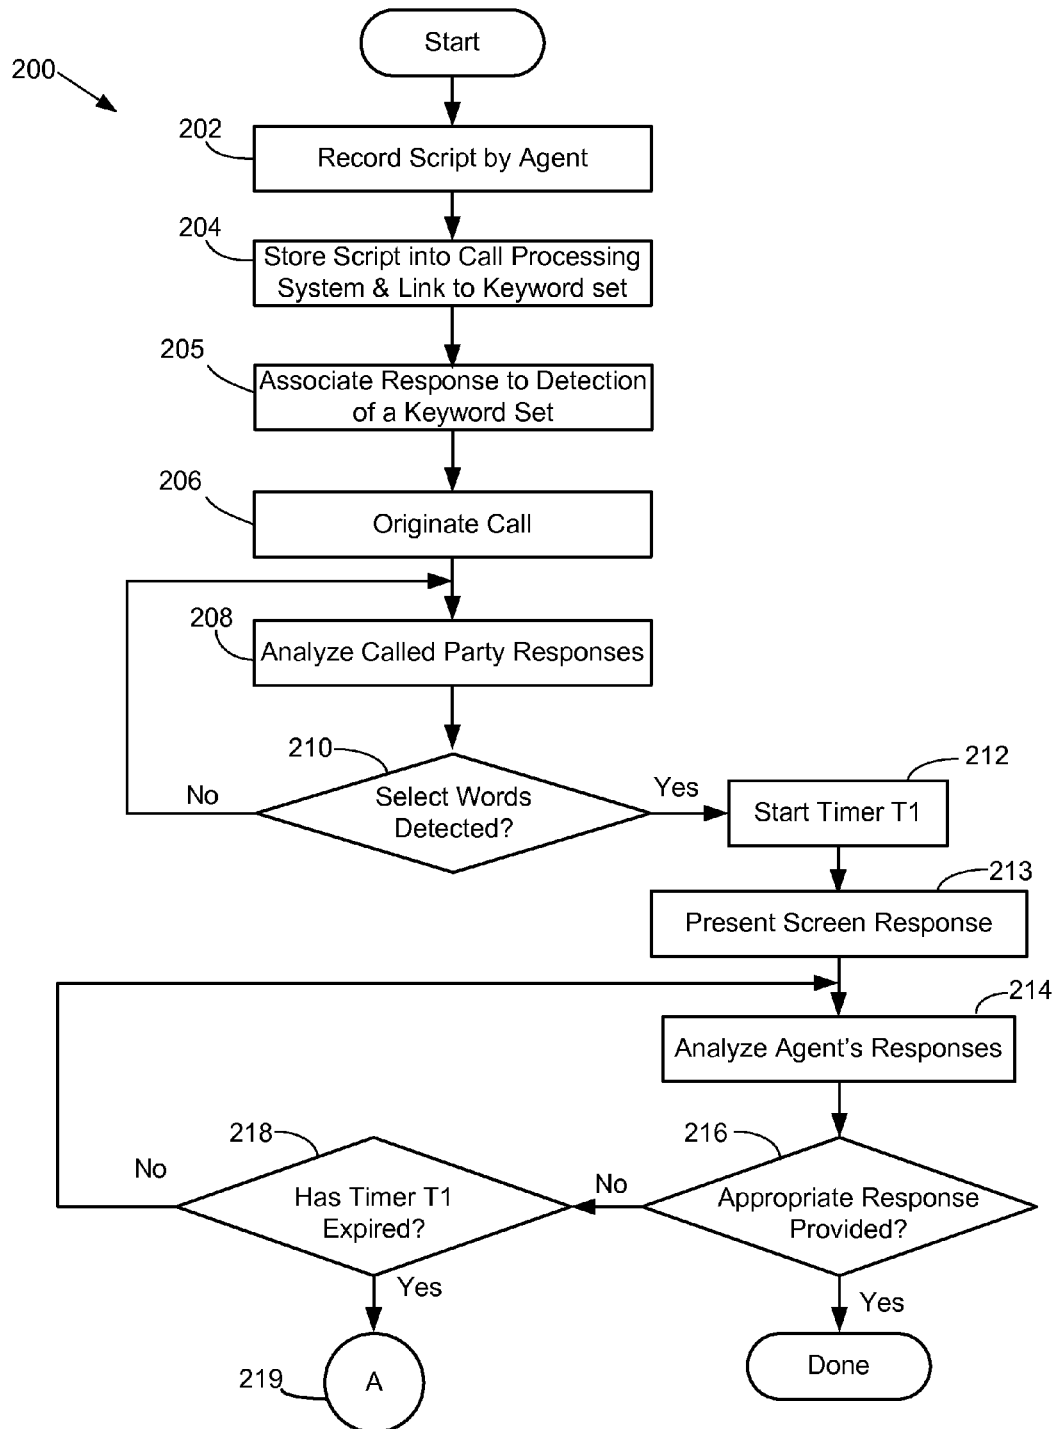 Start
200
202
Record Script by Agent
204
Store Script into Call Processing
System & Link to Keyword set
205
Associate Response to Detection
of a Keyword Set
206
Originate Call
208
Analyze Called Party Responses
210
Select Words
Detected?
No
Yes
212
Start Timer T1
213
Present Screen Response
214
Analyze Agent's Responses
216
Appropriate Response
Provided?
No
218
Has Timer T1
Expired?
No
Yes
Yes
219
A
Done